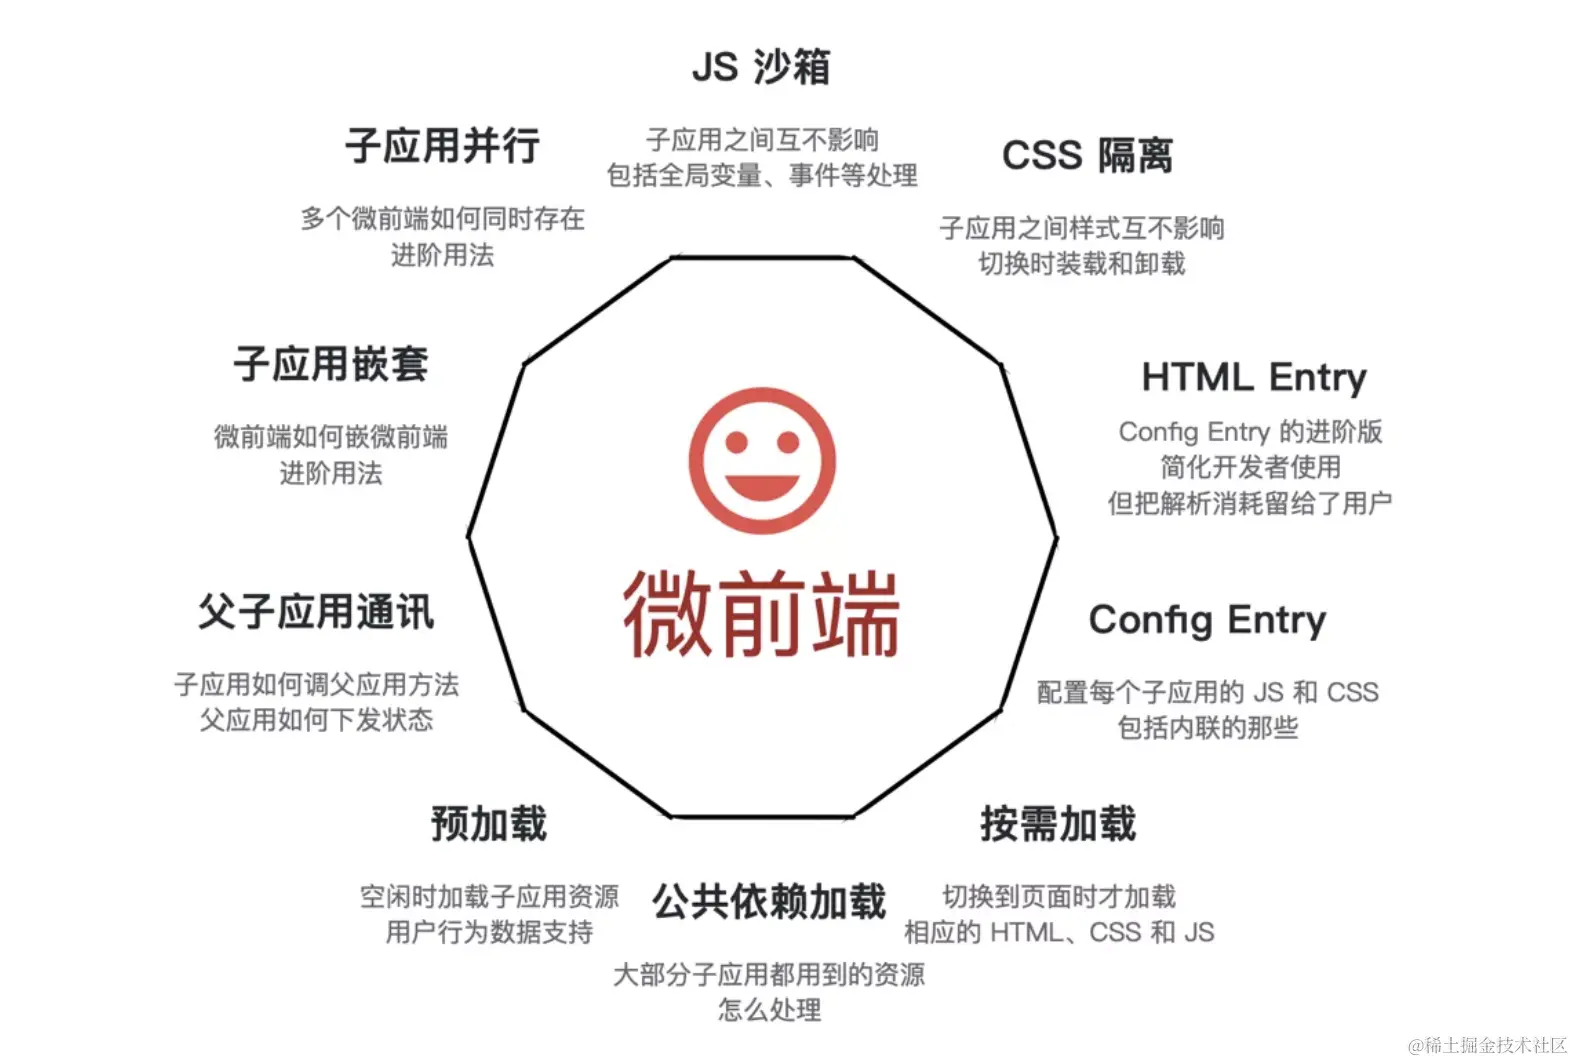 JS 沙箱
子应用之间互不影响
包括全局变量、事件等处理
CSS 隔离
子应用之间样式互不影响
切换时装载和卸载
HTML Entry
Config Entry 的进阶版
简化开发者使用
但把解析消耗留给了用户
Config Entry
配置每个子应用的 JS 和 CSS
包括内联的那些
按需加载
切换到页面时才加载
相应的 HTML、CSS 和 JS
公共依赖加载
大部分子应用都用到的资源
怎么处理
预加载
空闲时加载子应用资源
用户行为数据支持
父子应用通讯
子应用如何调父应用方法
父应用如何下发状态
子应用嵌套
微前端如何嵌微前端
进阶用法
子应用并行
多个微前端如何同时存在
进阶用法
微前端
@稀土掘金技术社区